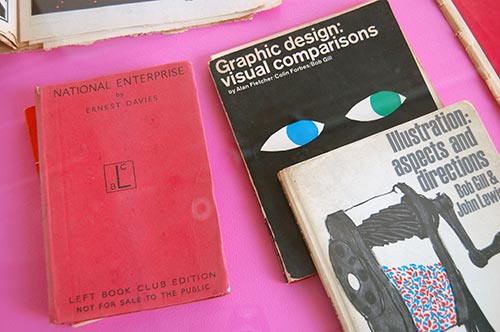 NATIONAL ENTERPRISE
by
ERNEST DAVIES
L
B C
LEFT BOOK CLUB EDITION
NOT FOR SALE TO THE PUBLIC
Graphic design:
visual comparisons
by Alan Fletcher/Colin Forbes/Bob Gill
Illustration:
aspects and
directions
Bob Gill &
John Lew